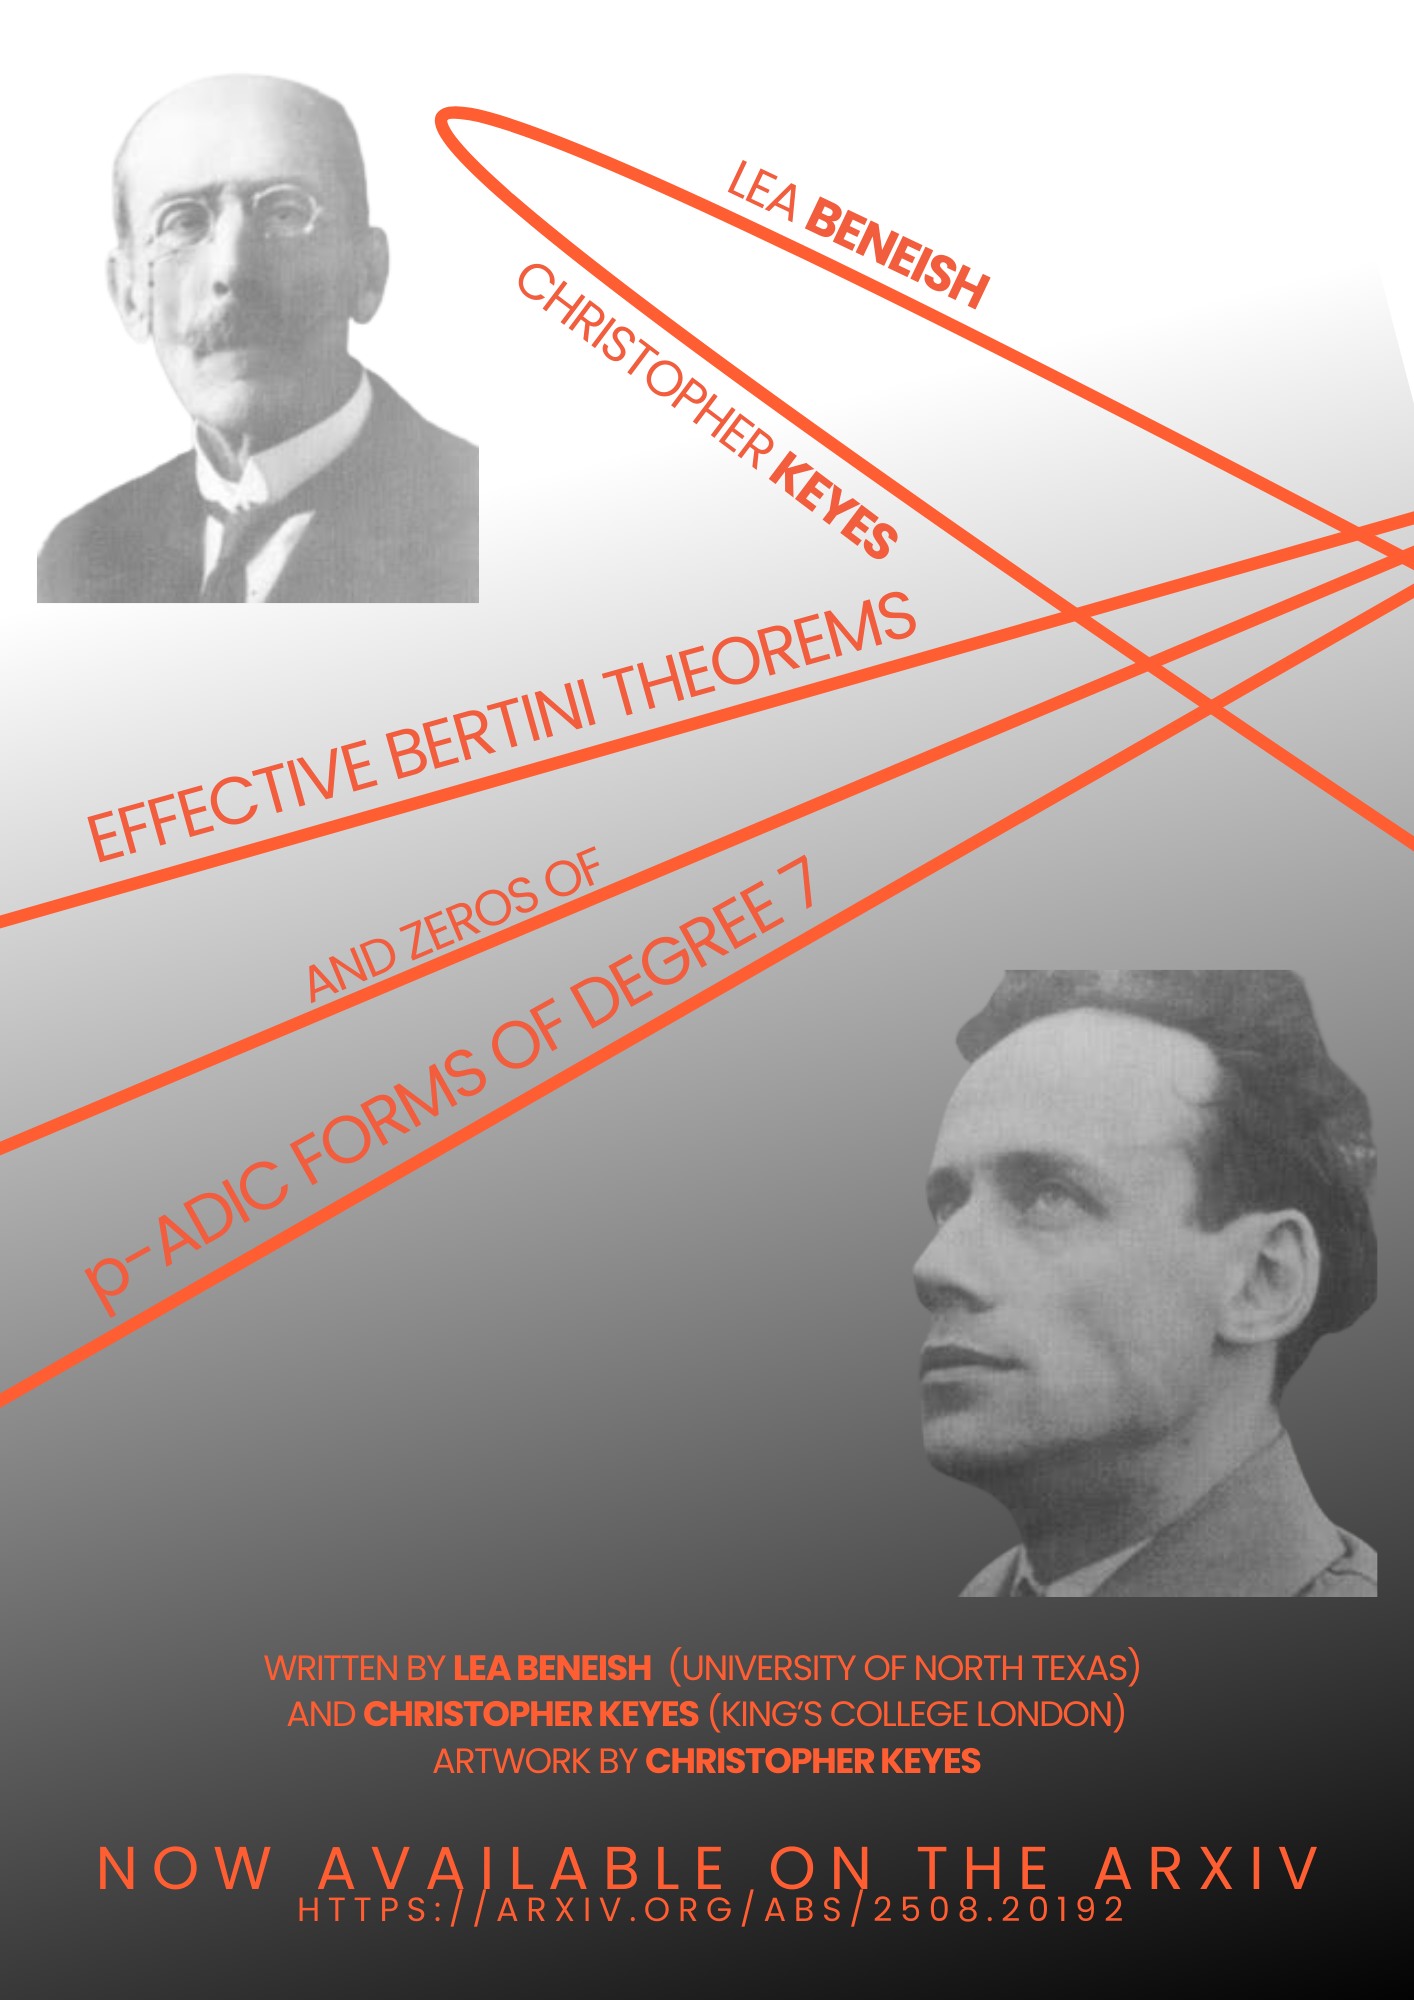 LEA BENEISH
CHRISTOPHER KEYES
EFFECTIVE BERTINI THEOREMS
AND ZEROS OF
p-ADIC FORMS OF DEGREE 7
WRITTEN BY LEA BENEISH (UNIVERSITY OF NORTH TEXAS)
AND CHRISTOPHER KEYES (KING'S COLLEGE LONDON)
ARTWORK BY CHRISTOPHER KEYES
NOW AVAILABLE ON THE ARXIV
HTTPS://ARXIV.ORG/ABS/2508.20192